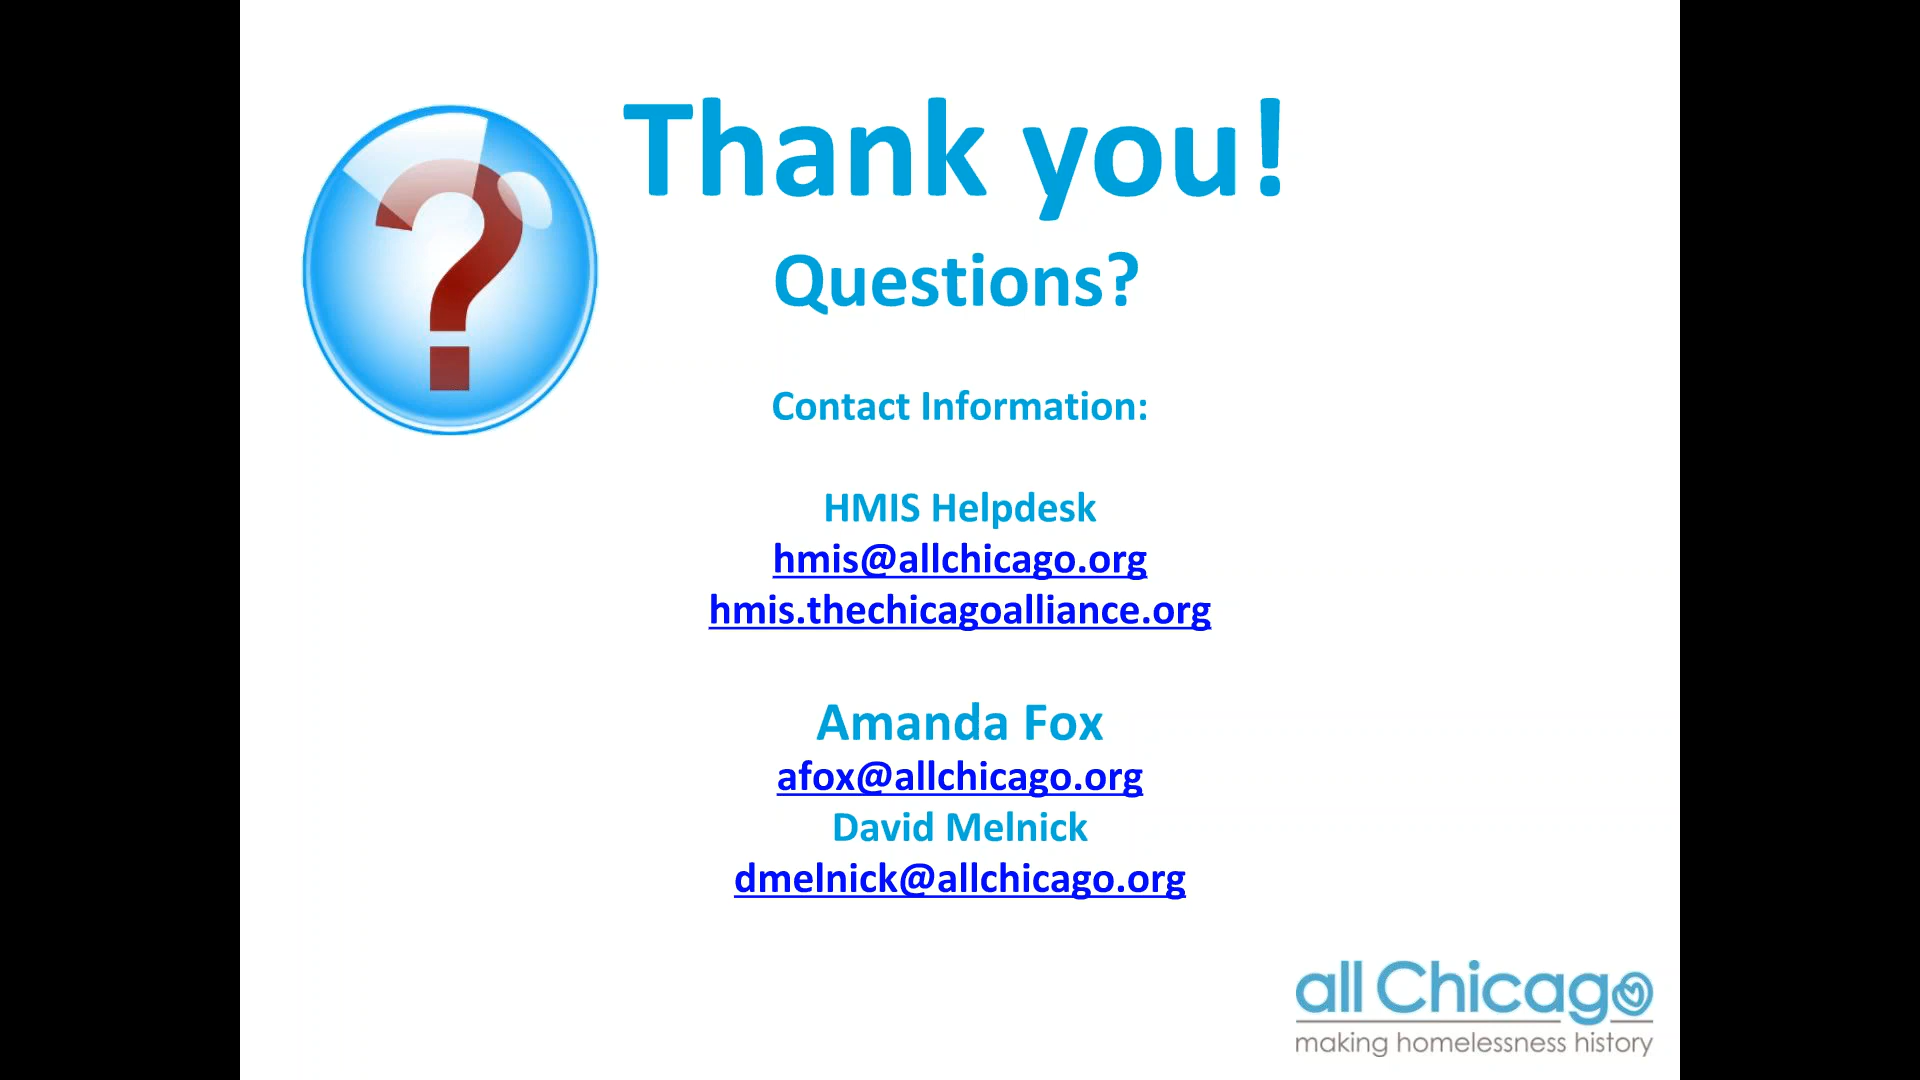 Thank you!
Questions?
Contact Information:
HMIS Helpdesk
hmis@allchicago.org
hmis.thechicagoalliance.org
Amanda Fox
afox@allchicago.org
David Melnick
dmelnick@allchicago.org
all Chicago
making homelessness history